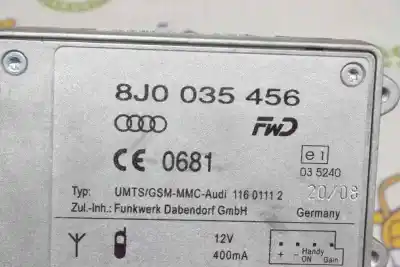 8J0 035 456
FWD
CE 0681
e1
03 5240
Typ: UMTS/GSM-MMC-Audi 116 0111 2
20/08
Zul.-Inh.: Funkwerk Dabendorf GmbH Germany
12V
400mA
+ - Handy ON Gain